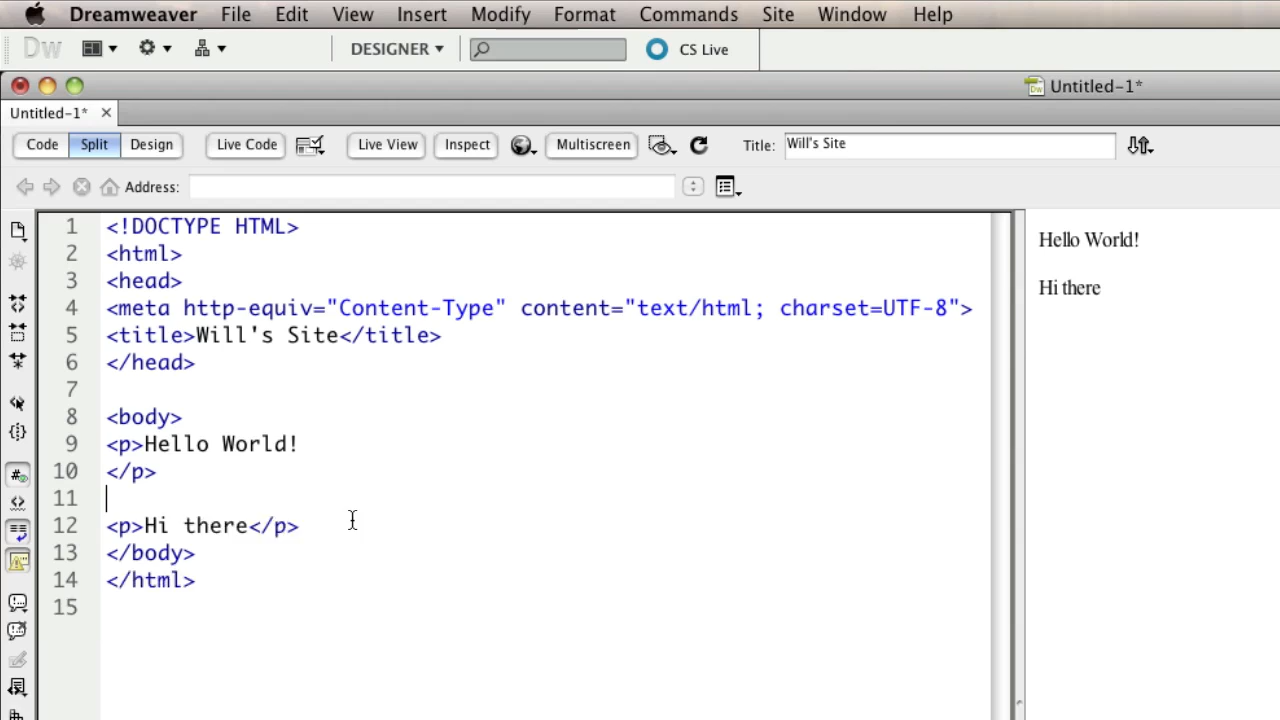 Dreamweaver File Edit View Insert Modify Format Commands Site Window Help
Dw DESIGNER CS Live
Dw Untitled-1*
Untitled-1* ×
Code Split Design Live Code Live View Inspect Multiscreen Title: Will's Site
Address:
1 <!DOCTYPE HTML>
2 <html>
3 <head>
4 <meta http-equiv="Content-Type" content="text/html; charset=UTF-8">
5 <title>Will's Site</title>
6 </head>
7
8 <body>
9 <p>Hello World!
10 </p>
11
12 <p>Hi there</p>
13 </body>
14 </html>
15
Hello World!
Hi there